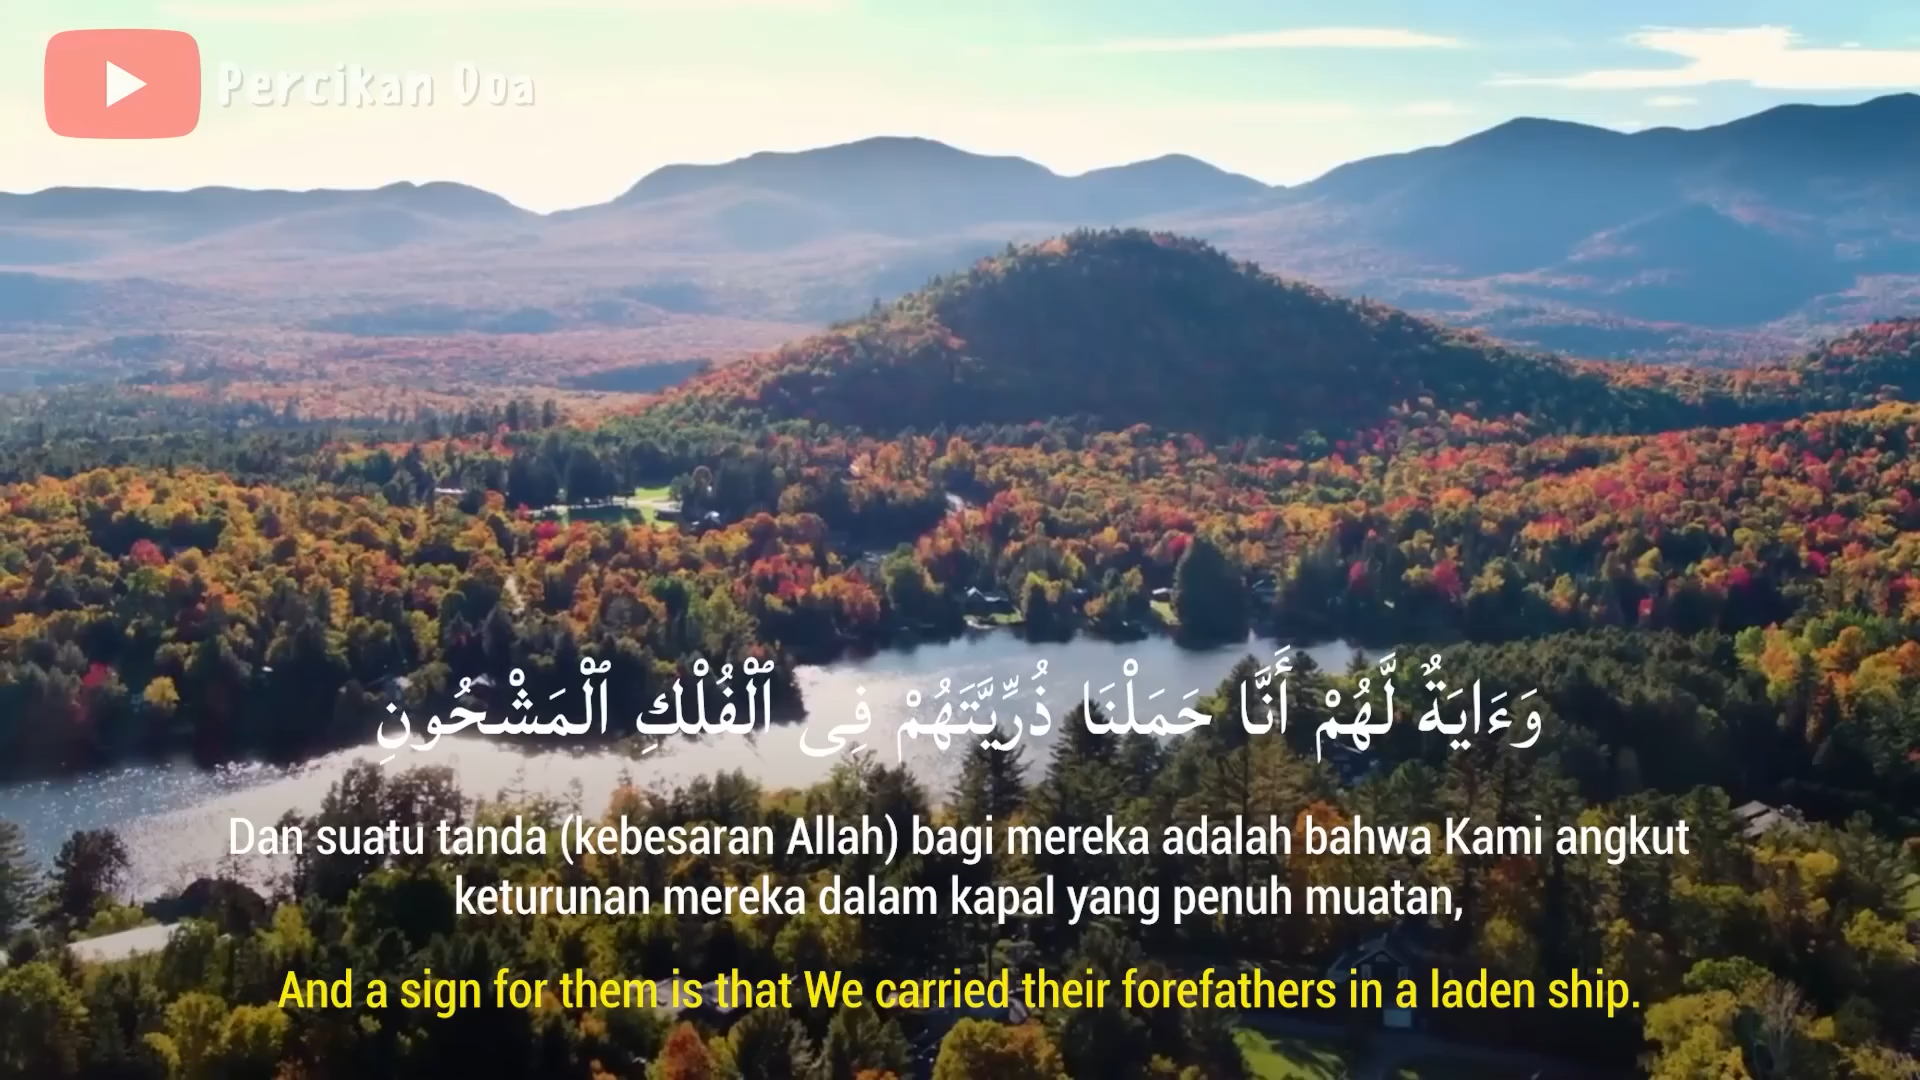 Percikan Doa
وَءَايَةٌ لَّهُمْ أَنَّا حَمَلْنَا ذُرِّيَّتَهُمْ فِى ٱلْفُلْكِ ٱلْمَشْحُونِ
Dan suatu tanda (kebesaran Allah) bagi mereka adalah bahwa Kami angkut
keturunan mereka dalam kapal yang penuh muatan,
And a sign for them is that We carried their forefathers in a laden ship.